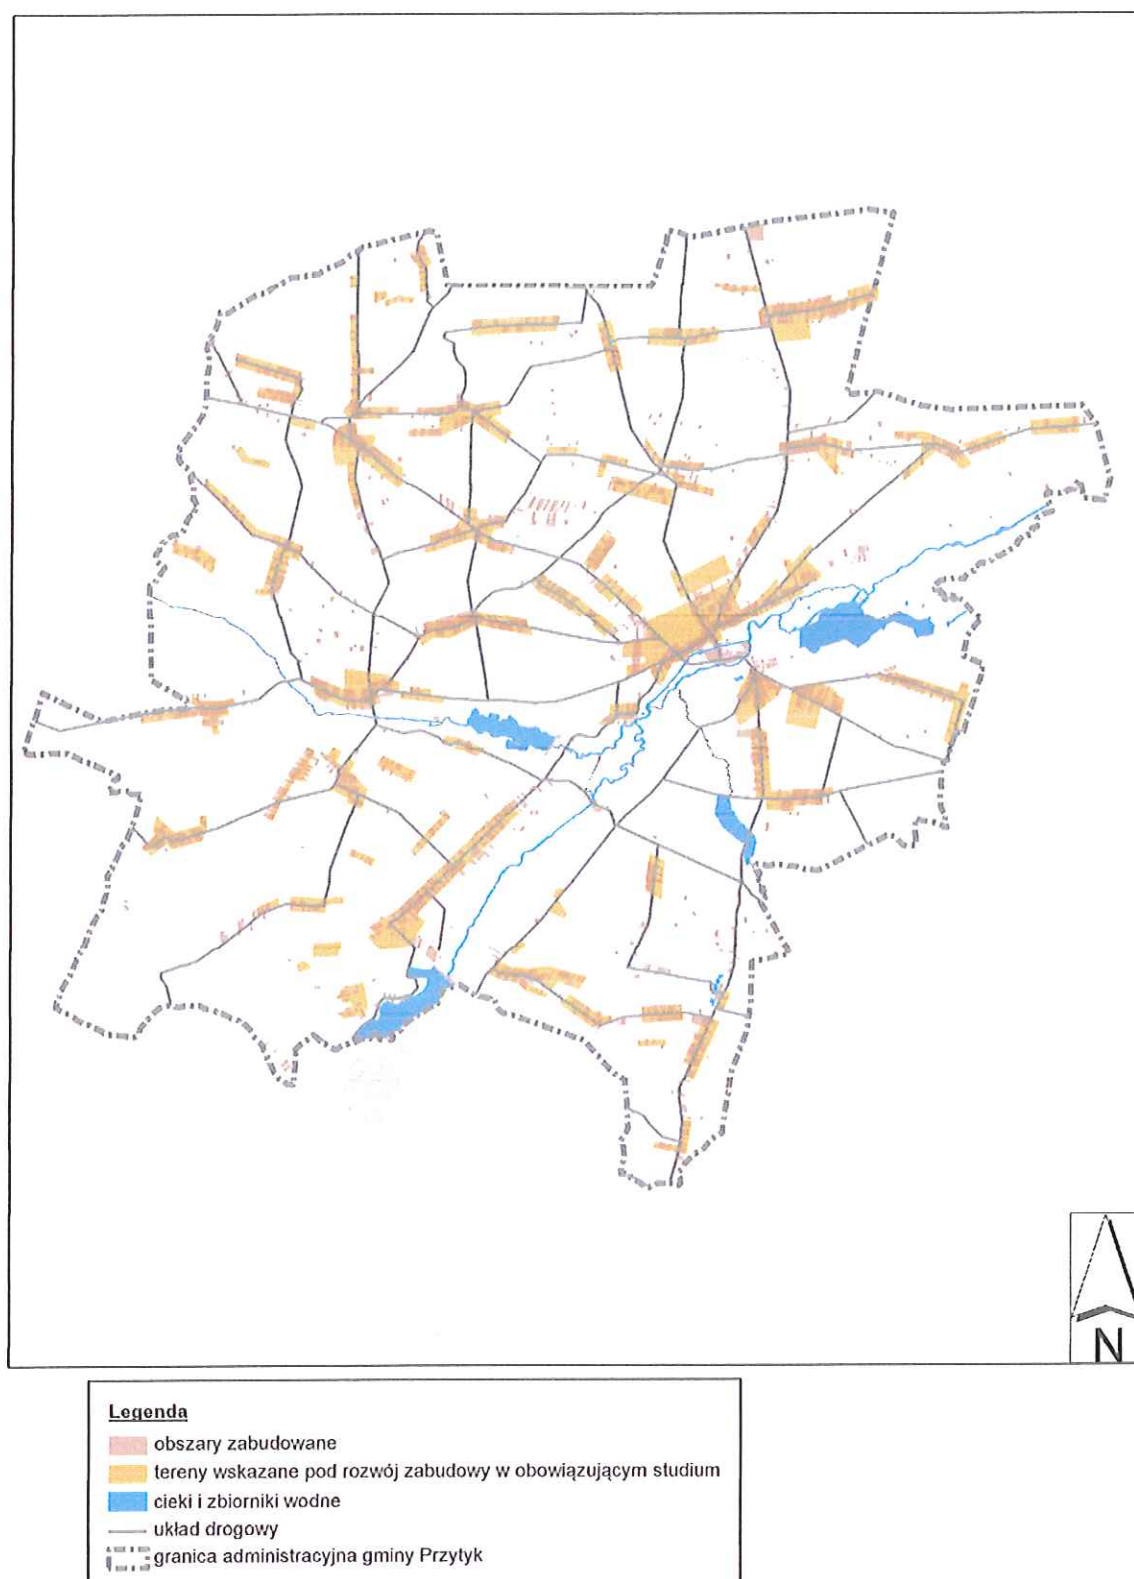 N
Legenda
obszary zabudowane
tereny wskazane pod rozwój zabudowy w obowiązującym studium
cieki i zbiorniki wodne
układ drogowy
granica administracyjna gminy Przytyk